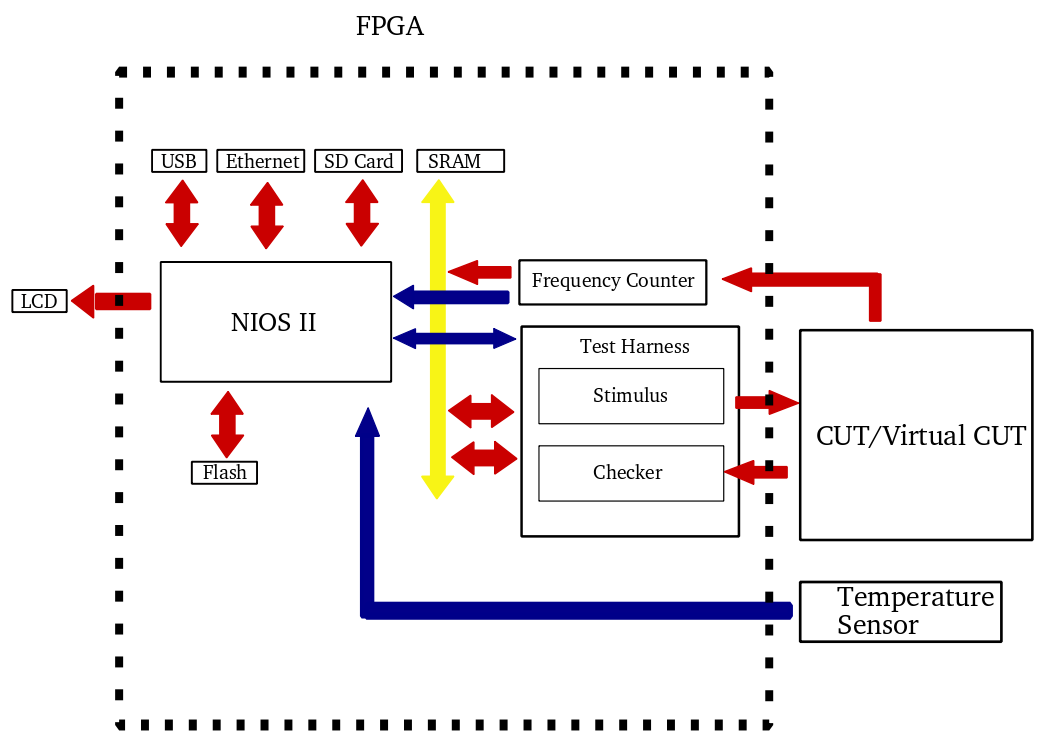 FPGA
USB
Ethernet
SD Card
SRAM
LCD
NIOS II
Frequency Counter
Test Harness
Stimulus
Checker
Flash
CUT/Virtual CUT
Temperature
Sensor